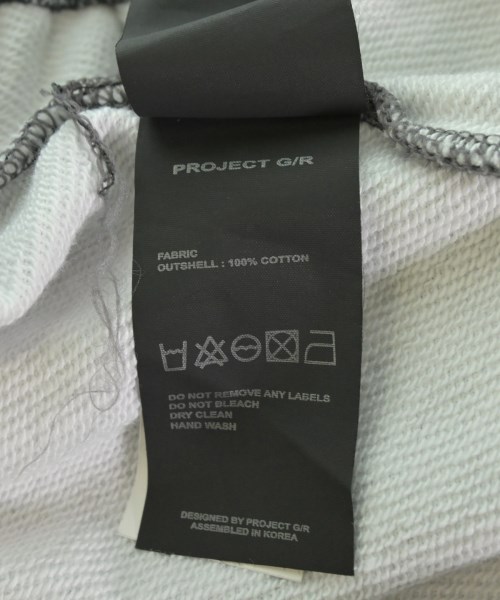 PROJECT G/R
FABRIC
OUTSHELL : 100% COTTON
DO NOT REMOVE ANY LABELS
DO NOT BLEACH
DRY CLEAN
HAND WASH
DESIGNED BY PROJECT G/R
ASSEMBLED IN KOREA